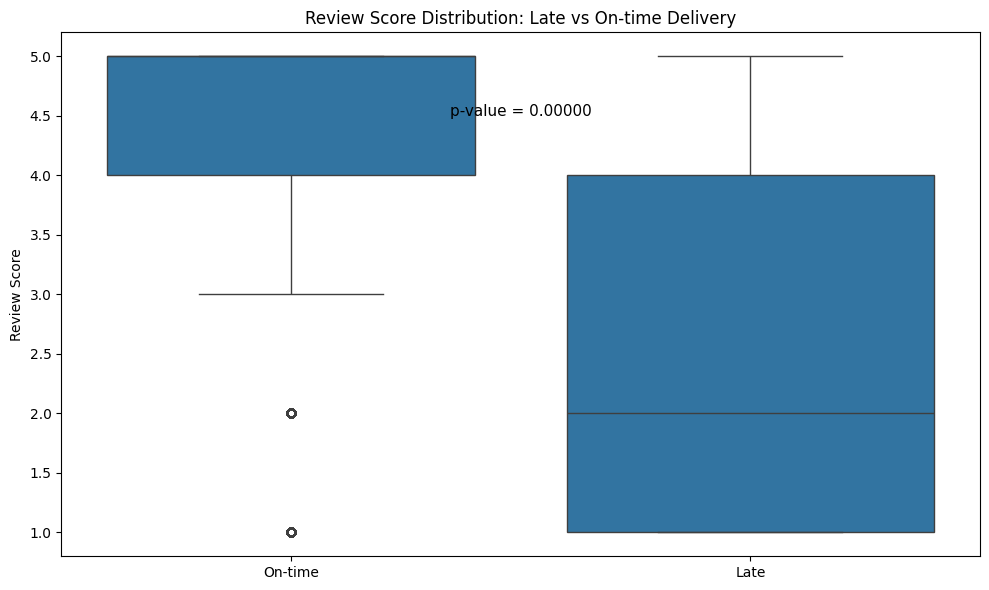 Review Score Distribution: Late vs On-time Delivery
Review Score
5.0
4.5
4.0
3.5
3.0
2.5
2.0
1.5
1.0
p-value = 0.00000
On-time
Late